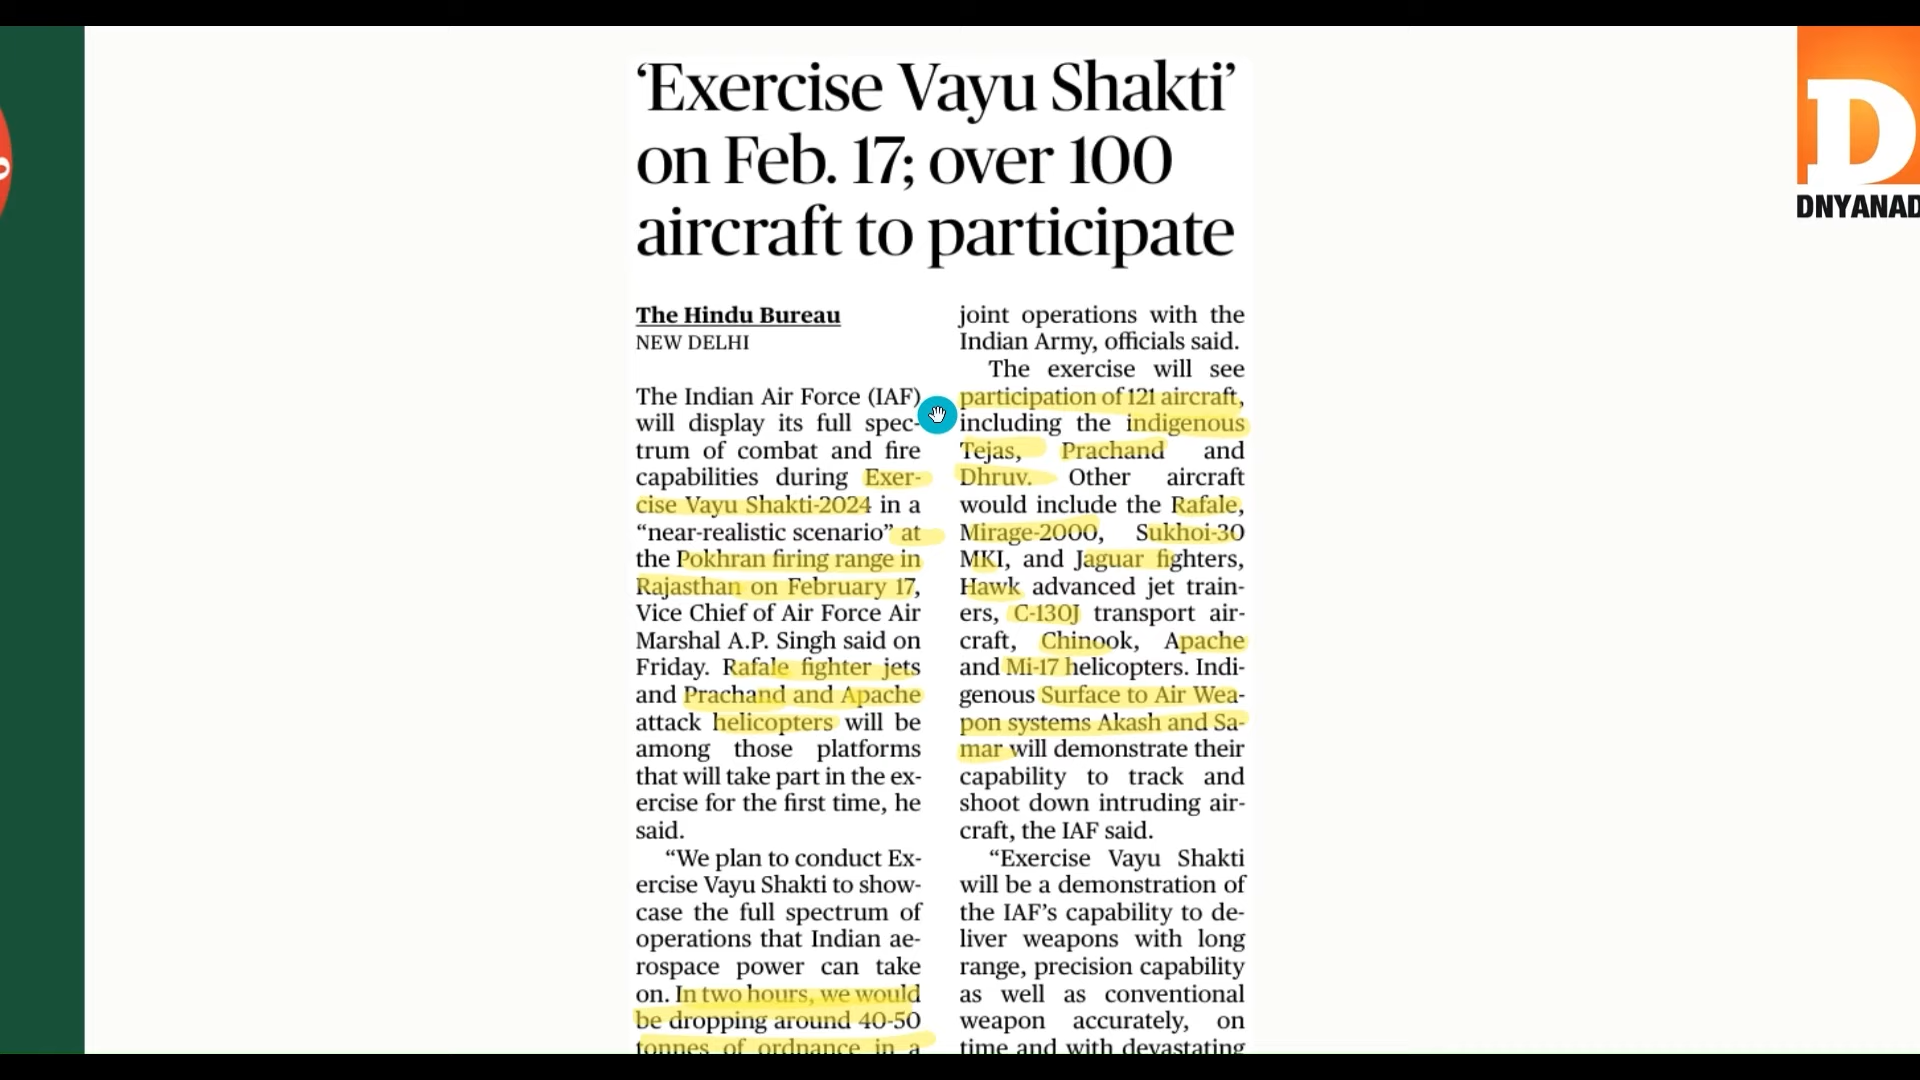 ‘Exercise Vayu Shakti’
on Feb. 17; over 100
aircraft to participate
The Hindu Bureau
NEW DELHI
The Indian Air Force (IAF)
will display its full spec-
trum of combat and fire
capabilities during Exer-
cise Vayu Shakti-2024 in a
“near-realistic scenario” at
the Pokhran firing range in
Rajasthan on February 17,
Vice Chief of Air Force Air
Marshal A.P. Singh said on
Friday. Rafale fighter jets
and Prachand and Apache
attack helicopters will be
among those platforms
that will take part in the ex-
ercise for the first time, he
said.
“We plan to conduct Ex-
ercise Vayu Shakti to show-
case the full spectrum of
operations that Indian ae-
rospace power can take
on. In two hours, we would
be dropping around 40-50
tonnes of ordnance in a
joint operations with the
Indian Army, officials said.
The exercise will see
participation of 121 aircraft,
including the indigenous
Tejas, Prachand and
Dhruv. Other aircraft
would include the Rafale,
Mirage-2000, Sukhoi-30
MKI, and Jaguar fighters,
Hawk advanced jet train-
ers, C-130J transport air-
craft, Chinook, Apache
and Mi-17 helicopters. Indi-
genous Surface to Air Wea-
pon systems Akash and Sa-
mar will demonstrate their
capability to track and
shoot down intruding air-
craft, the IAF said.
“Exercise Vayu Shakti
will be a demonstration of
the IAF’s capability to de-
liver weapons with long
range, precision capability
as well as conventional
weapon accurately, on
time and with devastating
D
DNYANAD